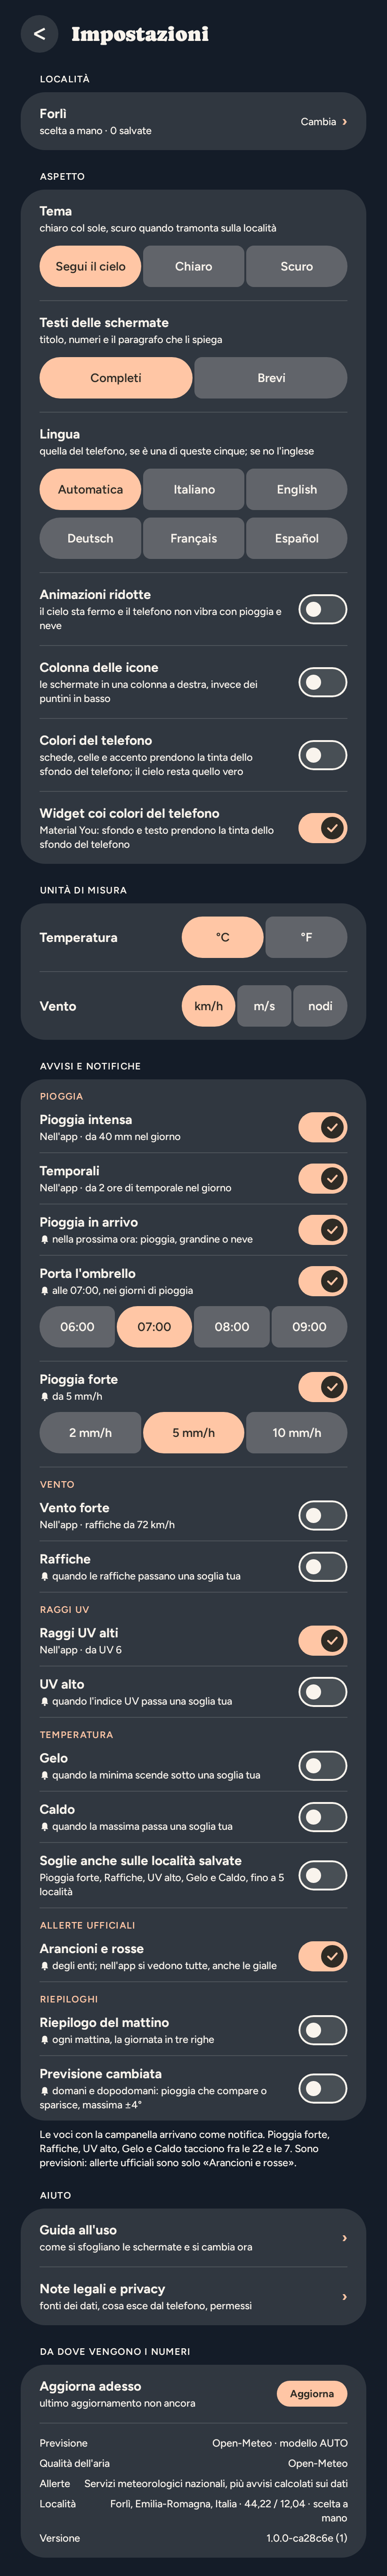 <
Impostazioni
LOCALITÀ
Forlì
scelta a mano · 0 salvate
Cambia ›
ASPETTO
Tema
chiaro col sole, scuro quando tramonta sulla località
Segui il cielo
Chiaro
Scuro
Testi delle schermate
titolo, numeri e il paragrafo che li spiega
Completi
Brevi
Lingua
quella del telefono, se è una di queste cinque; se no l'inglese
Automatica
Italiano
English
Deutsch
Français
Español
Animazioni ridotte
il cielo sta fermo e il telefono non vibra con pioggia e
neve
Colonna delle icone
le schermate in una colonna a destra, invece dei
puntini in basso
Colori del telefono
schede, celle e accento prendono la tinta dello
sfondo del telefono; il cielo resta quello vero
Widget coi colori del telefono
Material You: sfondo e testo prendono la tinta dello
sfondo del telefono
UNITÀ DI MISURA
Temperatura
°C
°F
Vento
km/h
m/s
nodi
AVVISI E NOTIFICHE
PIOGGIA
Pioggia intensa
Nell'app · da 40 mm nel giorno
Temporali
Nell'app · da 2 ore di temporale nel giorno
Pioggia in arrivo
nella prossima ora: pioggia, grandine o neve
Porta l'ombrello
alle 07:00, nei giorni di pioggia
06:00
07:00
08:00
09:00
Pioggia forte
da 5 mm/h
2 mm/h
5 mm/h
10 mm/h
VENTO
Vento forte
Nell'app · raffiche da 72 km/h
Raffiche
quando le raffiche passano una soglia tua
RAGGI UV
Raggi UV alti
Nell'app · da UV 6
UV alto
quando l'indice UV passa una soglia tua
TEMPERATURA
Gelo
quando la minima scende sotto una soglia tua
Caldo
quando la massima passa una soglia tua
Soglie anche sulle località salvate
Pioggia forte, Raffiche, UV alto, Gelo e Caldo, fino a 5
località
ALLERTE UFFICIALI
Arancioni e rosse
degli enti; nell'app si vedono tutte, anche le gialle
RIEPILOGHI
Riepilogo del mattino
ogni mattina, la giornata in tre righe
Previsione cambiata
domani e dopodomani: pioggia che compare o
sparisce, massima ±4°
Le voci con la campanella arrivano come notifica. Pioggia forte,
Raffiche, UV alto, Gelo e Caldo tacciono fra le 22 e le 7. Sono
previsioni: allerte ufficiali sono solo «Arancioni e rosse».
AIUTO
Guida all'uso
come si sfogliano le schermate e si cambia ora
›
Note legali e privacy
fonti dei dati, cosa esce dal telefono, permessi
›
DA DOVE VENGONO I NUMERI
Aggiorna adesso
ultimo aggiornamento non ancora
Aggiorna
Previsione Open-Meteo · modello AUTO
Qualità dell'aria Open-Meteo
Allerte Servizi meteorologici nazionali, più avvisi calcolati sui dati
Località Forlì, Emilia-Romagna, Italia · 44,22 / 12,04 · scelta a
mano
Versione 1.0.0-ca28c6e (1)